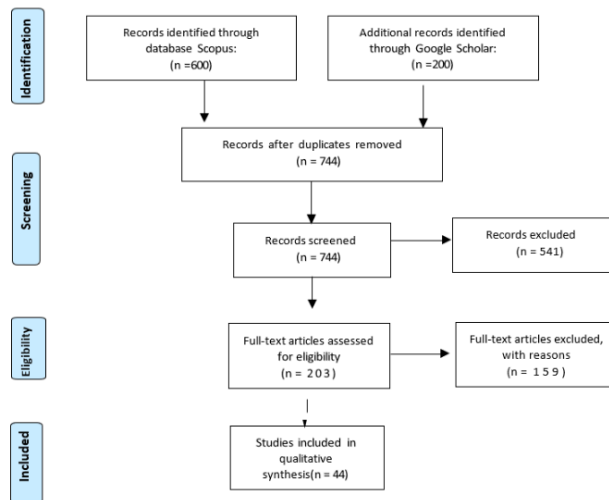 Identification
Records identified through
database Scopus:
(n =600)
Additional records identified
through Google Scholar:
(n =200)
Records after duplicates removed
(n = 744)
Screening
Records screened
(n = 744)
Records excluded
(n = 541)
Eligibility
Full-text articles assessed
for eligibility
(n = 203)
Full-text articles excluded,
with reasons
(n = 159)
Included
Studies included in
qualitative
synthesis(n = 44)